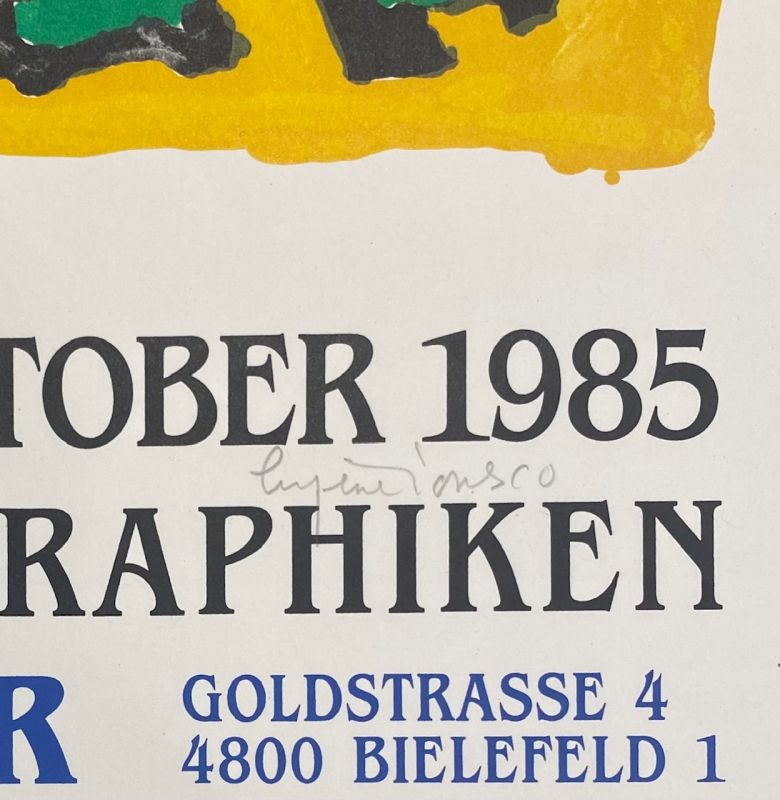 TOBER 1985
Eugène Ionesco
RAPHIKEN
R GOLDSTRASSE 4
4800 BIELEFELD 1